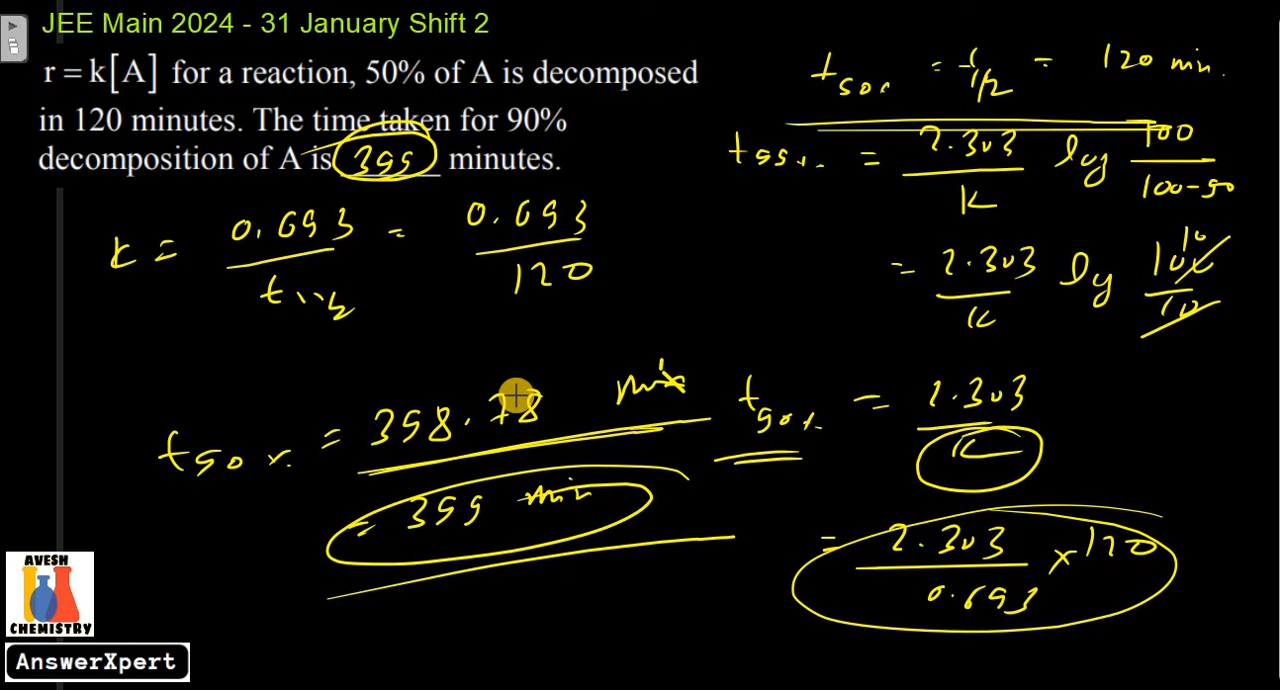 JEE Main 2024 - 31 January Shift 2
r = k[A] for a reaction, 50% of A is decomposed
in 120 minutes. The time taken for 90%
decomposition of A is 399 minutes.
t50% = t1/2 = 120 min.
t90%. = 2.303/K log 100/100-90
= 2.303/K log 100/10 10
k = 0.693/t1/2 = 0.693/120
t90%. = 2.303/K
= 2.303/0.693 × 120
t90%. = 398.78 min
= 399 min
AVESH
CHEMISTRY
AnswerXpert